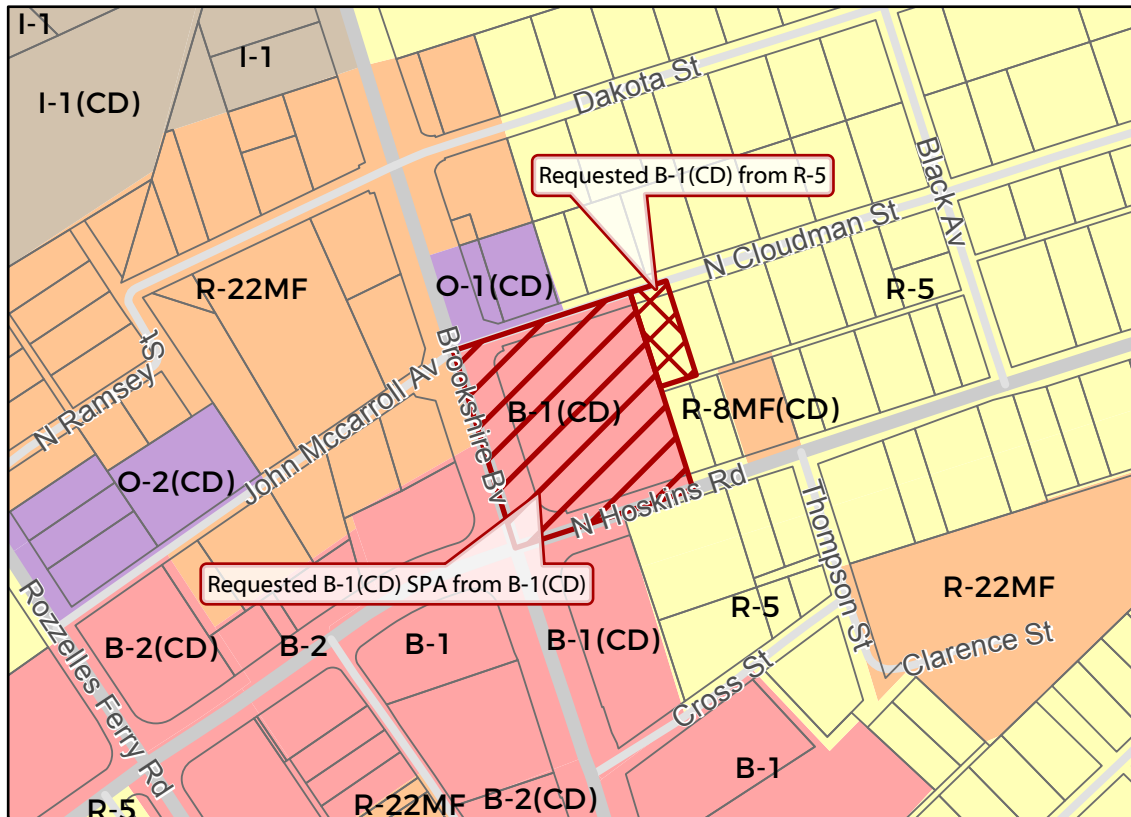 I-1
I-1
I-1(CD)
Dakota St
Requested B-1(CD) from R-5
Black Av
N Cloudman St
R-22MF
O-1(CD)
R-5
N Ramsey St
John Mccarroll Av
Brookshire Bv
B-1(CD)
R-8MF(CD)
O-2(CD)
N Hoskins Rd
Thompson St
Requested B-1(CD) SPA from B-1(CD)
R-22MF
Rozzelles Ferry Rd
B-2(CD)
B-2
B-1
B-1(CD)
R-5
Clarence St
Cross St
B-1
R-5
R-22MF
B-2(CD)